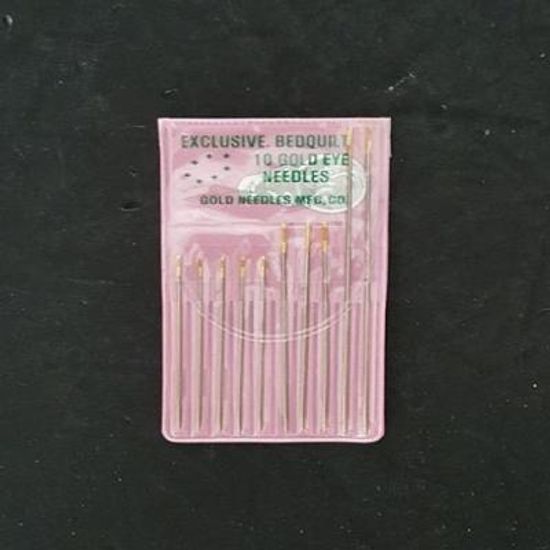 EXCLUSIVE. BEDQUILT
10 GOLD EYE
NEEDLES
GOLD NEEDLES MFG, CO.